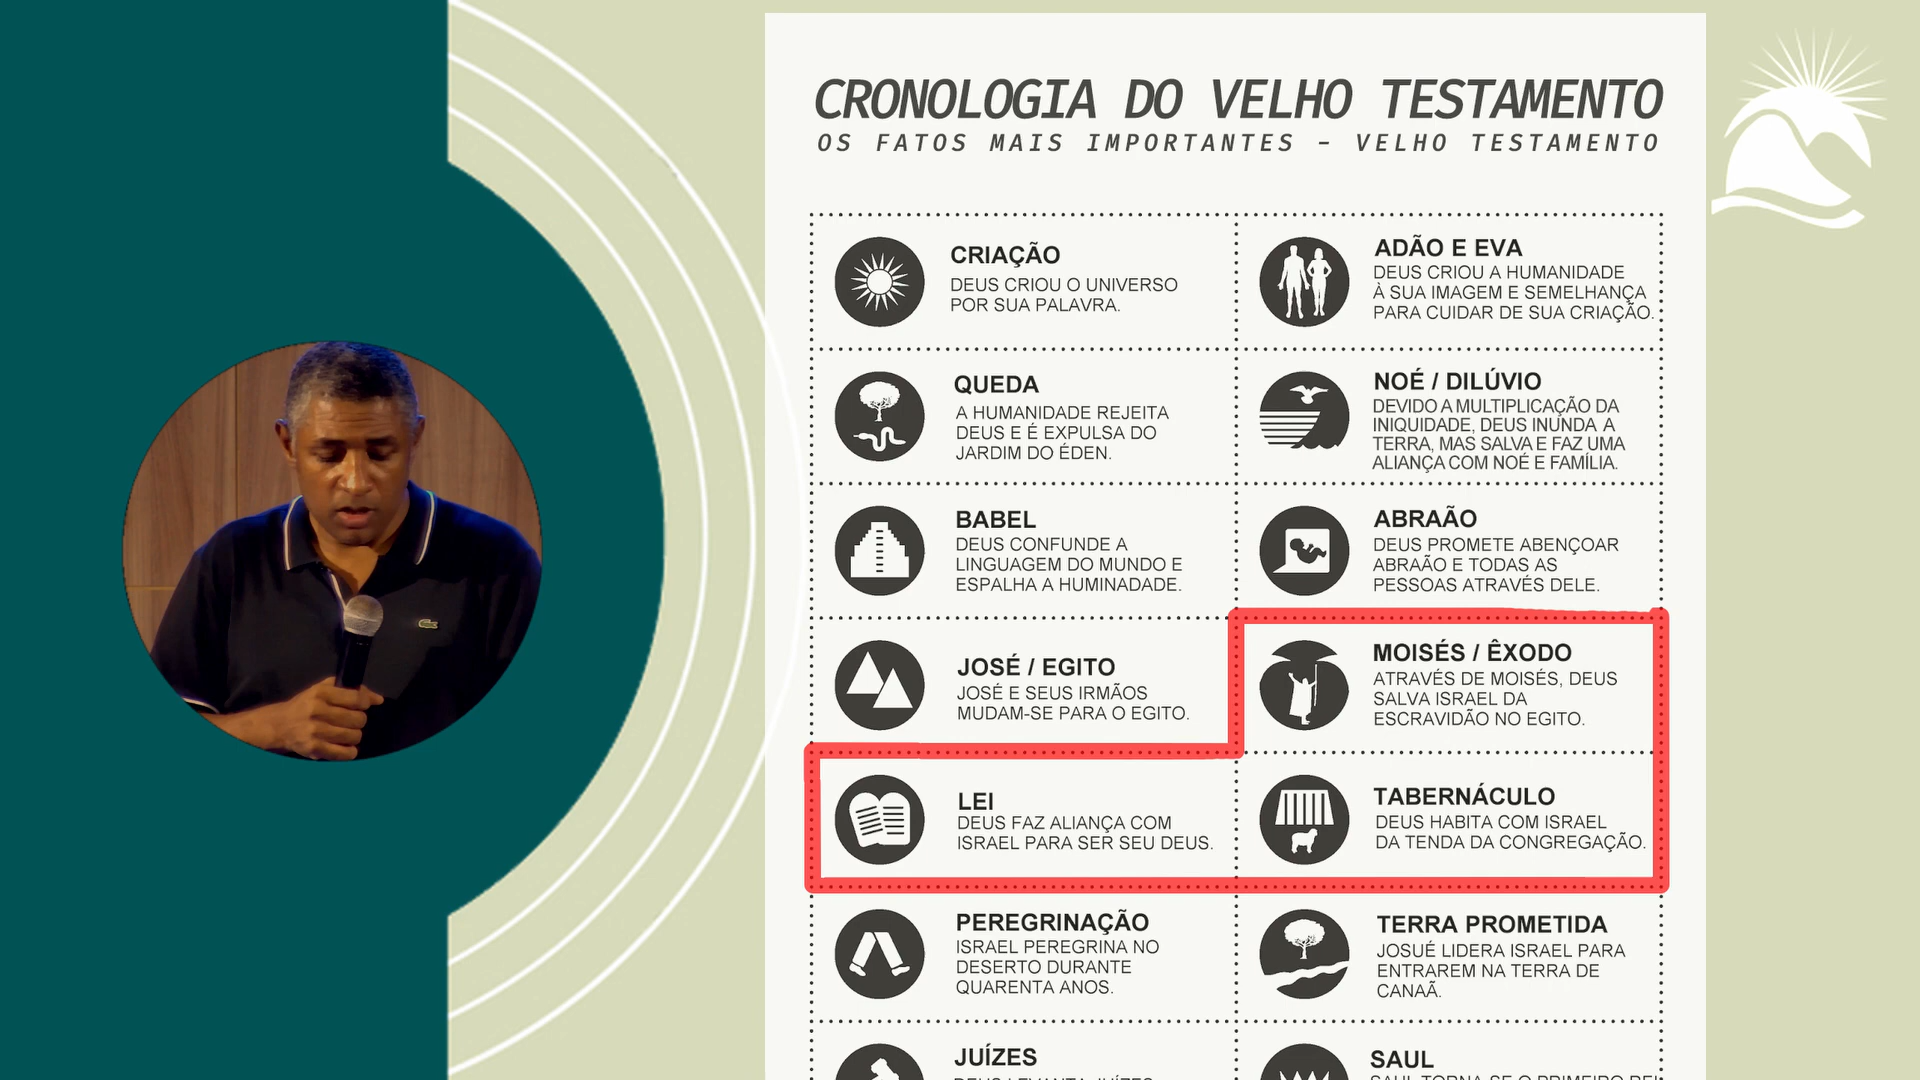 CRONOLOGIA DO VELHO TESTAMENTO
OS FATOS MAIS IMPORTANTES - VELHO TESTAMENTO
CRIAÇÃO
DEUS CRIOU O UNIVERSO
POR SUA PALAVRA.
ADÃO E EVA
DEUS CRIOU A HUMANIDADE
À SUA IMAGEM E SEMELHANÇA
PARA CUIDAR DE SUA CRIAÇÃO.
QUEDA
A HUMANIDADE REJEITA
DEUS E É EXPULSA DO
JARDIM DO ÉDEN.
NOÉ / DILÚVIO
DEVIDO A MULTIPLICAÇÃO DA
INIQUIDADE, DEUS INUNDA A
TERRA, MAS SALVA E FAZ UMA
ALIANÇA COM NOÉ E FAMÍLIA.
BABEL
DEUS CONFUNDE A
LINGUAGEM DO MUNDO E
ESPALHA A HUMINADADE.
ABRAÃO
DEUS PROMETE ABENÇOAR
ABRAÃO E TODAS AS
PESSOAS ATRAVÉS DELE.
JOSÉ / EGITO
JOSÉ E SEUS IRMÃOS
MUDAM-SE PARA O EGITO.
MOISÉS / ÊXODO
ATRAVÉS DE MOISÉS, DEUS
SALVA ISRAEL DA
ESCRAVIDÃO NO EGITO.
LEI
DEUS FAZ ALIANÇA COM
ISRAEL PARA SER SEU DEUS.
TABERNÁCULO
DEUS HABITA COM ISRAEL
DA TENDA DA CONGREGAÇÃO.
PEREGRINAÇÃO
ISRAEL PEREGRINA NO
DESERTO DURANTE
QUARENTA ANOS.
TERRA PROMETIDA
JOSUÉ LIDERA ISRAEL PARA
ENTRAREM NA TERRA DE
CANAÃ.
JUÍZES
SAUL